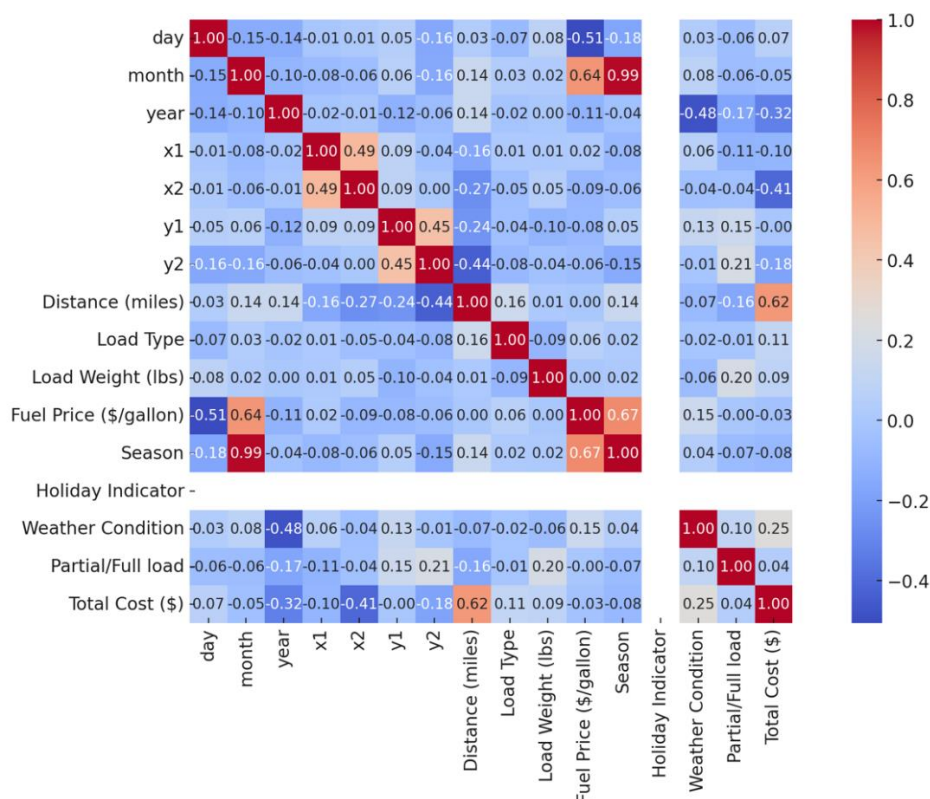 day 1.00 -0.15 -0.14 -0.01 0.01 0.05 -0.16 0.03 -0.07 0.08 -0.51 -0.18 0.03 -0.06 0.07
month -0.15 1.00 -0.10 -0.08 -0.06 0.06 -0.16 0.14 0.03 0.02 0.64 0.99 0.08 -0.06 -0.05
year -0.14 -0.10 1.00 -0.02 -0.01 -0.12 -0.06 0.14 -0.02 0.00 -0.11 -0.04 -0.48 -0.17 -0.32
x1 -0.01 -0.08 -0.02 1.00 0.49 0.09 -0.04 -0.16 0.01 0.01 0.02 -0.08 0.06 -0.11 -0.10
x2 0.01 -0.06 -0.01 0.49 1.00 0.09 0.00 -0.27 -0.05 0.05 -0.09 -0.06 -0.04 -0.04 -0.41
y1 0.05 0.06 -0.12 0.09 0.09 1.00 0.45 -0.24 -0.04 -0.10 -0.08 0.05 0.13 0.15 -0.00
y2 -0.16 -0.16 -0.06 -0.04 0.00 0.45 1.00 -0.44 -0.08 -0.04 -0.06 -0.15 -0.01 0.21 -0.18
Distance (miles) 0.03 0.14 0.14 -0.16 -0.27 -0.24 -0.44 1.00 0.16 0.01 0.00 0.14 -0.07 -0.16 0.62
Load Type -0.07 0.03 -0.02 0.01 -0.05 -0.04 -0.08 0.16 1.00 -0.09 0.06 0.02 -0.02 -0.01 0.11
Load Weight (lbs) 0.08 0.02 0.00 0.01 0.05 -0.10 -0.04 0.01 -0.09 1.00 0.00 0.02 -0.06 0.20 0.09
Fuel Price ($/gallon) -0.51 0.64 -0.11 0.02 -0.09 -0.08 -0.06 0.00 0.06 0.00 1.00 0.67 0.15 -0.00 -0.03
Season -0.18 0.99 -0.04 -0.08 -0.06 0.05 -0.15 0.14 0.02 0.02 0.67 1.00 0.04 -0.07 -0.08
Holiday Indicator
Weather Condition 0.03 0.08 -0.48 0.06 -0.04 0.13 -0.01 -0.07 -0.02 -0.06 0.15 0.04 1.00 0.10 0.25
Partial/Full load -0.06 -0.06 -0.17 -0.11 -0.04 0.15 0.21 -0.16 -0.01 0.20 -0.00 -0.07 0.10 1.00 0.04
Total Cost ($) 0.07 -0.05 -0.32 -0.10 -0.41 -0.00 -0.18 0.62 0.11 0.09 -0.03 -0.08 0.25 0.04 1.00
day
month
year
x1
x2
y1
y2
Distance (miles)
Load Type
Load Weight (lbs)
Fuel Price ($/gallon)
Season
Holiday Indicator
Weather Condition
Partial/Full load
Total Cost ($)
1.0
0.8
0.6
0.4
0.2
0.0
−0.2
−0.4